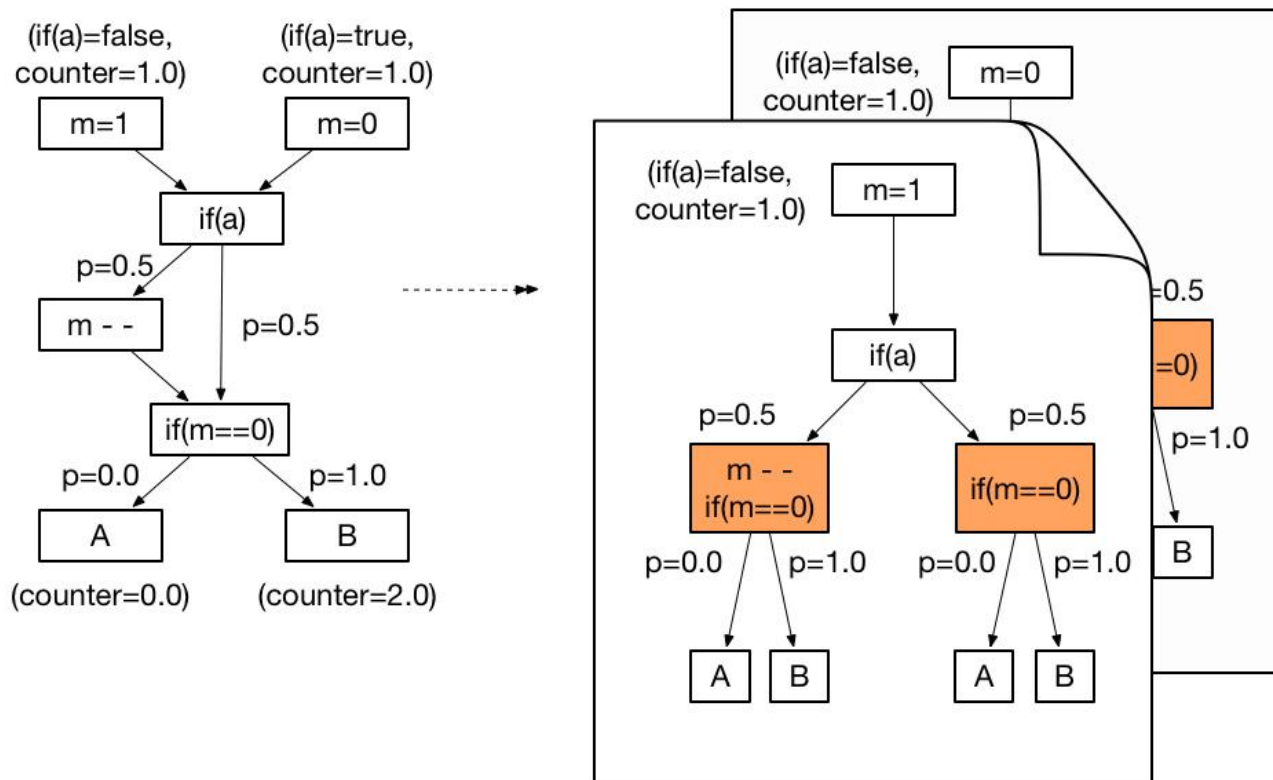 (if(a)=false,
counter=1.0)
(if(a)=true,
counter=1.0)
m=1
m=0
if(a)
p=0.5
m - -
p=0.5
if(m==0)
p=0.0
p=1.0
A
B
(counter=0.0)
(counter=2.0)
(if(a)=false,
counter=1.0)
m=0
(if(a)=false,
counter=1.0)
m=1
if(a)
p=0.5
p=0.5
m - -
if(m==0)
if(m==0)
p=0.0
p=1.0
p=0.0
p=1.0
A
B
A
B
=0.5
=0)
p=1.0
B